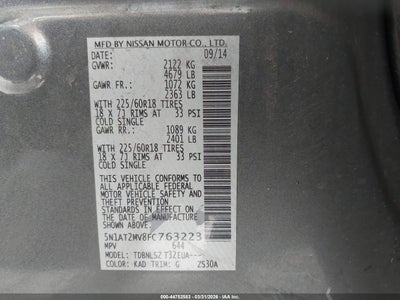 MFD BY NISSAN MOTOR CO., LTD.
DATE: 09/14
GVWR: 2122 KG
4679 LB
GAWR FR.: 1072 KG
2363 LB
WITH 225/60R18 TIRES
18 X 7J RIMS AT 33 PSI
COLD SINGLE
GAWR RR.: 1089 KG
2401 LB
WITH 225/60R18 TIRES
18 X 7J RIMS AT 33 PSI
COLD SINGLE
THIS VEHICLE CONFORMS TO
ALL APPLICABLE FEDERAL
MOTOR VEHICLE SAFETY AND
THEFT PREVENTION
STANDARDS IN EFFECT ON
THE DATE OF MANUFACTURE
SHOWN ABOVE.
5N1AT2MV8FC763223
MPV 644
MODEL: TDBNLSZ T3ZEUA---
COLOR: KAD TRIM: G 2530A
ID: 44753583 - 03/31/2026 - IAA Inc.